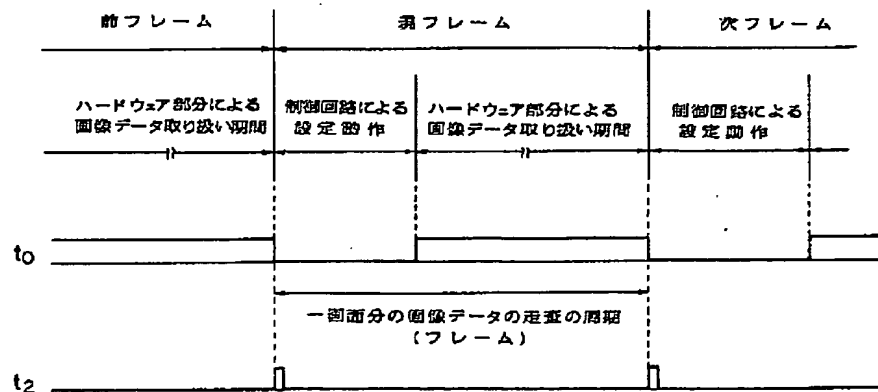 前フレーム
現フレーム
次フレーム
ハードウェア部分による
画像データ取り扱い期間
制御回路による
設定動作
ハードウェア部分による
画像データ取り扱い期間
制御回路による
設定動作
t0
一画面分の画像データの走査の周期
(フレーム)
t2